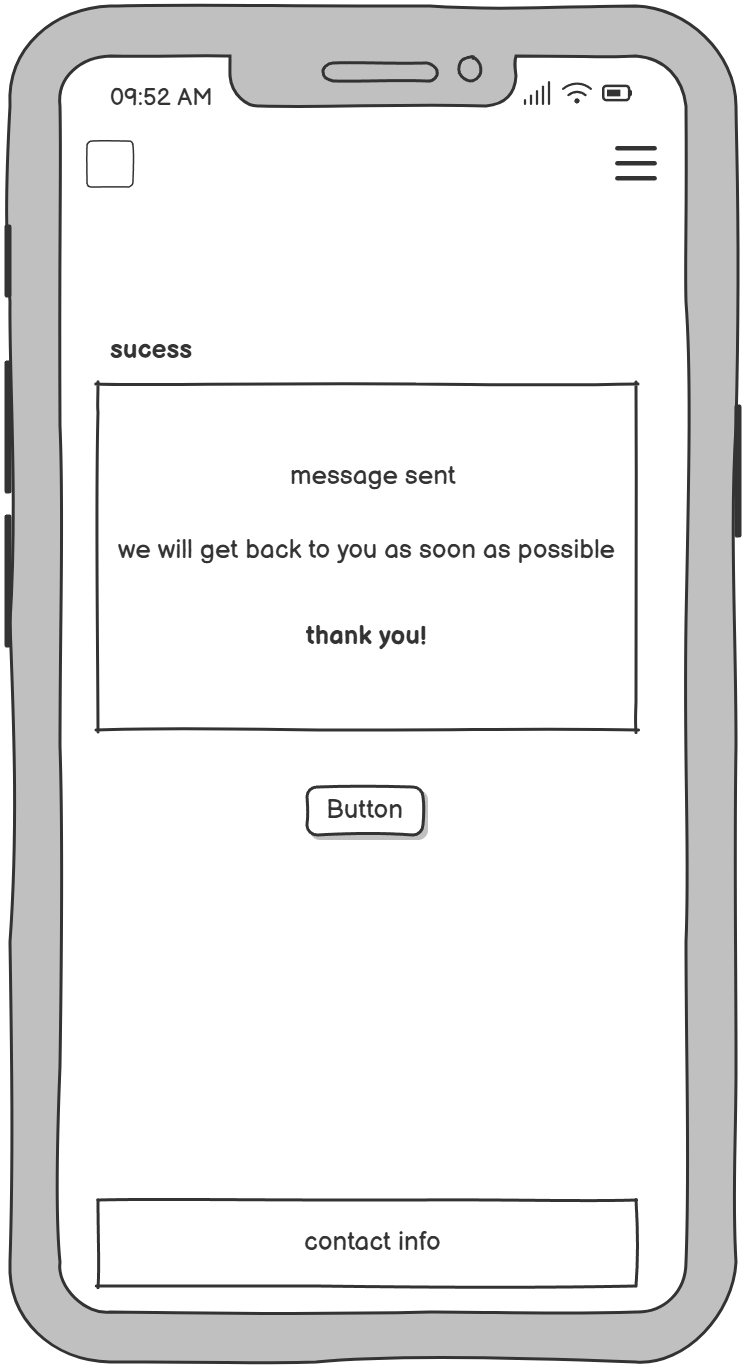 09:52 AM
sucess
message sent
we will get back to you as soon as possible
thank you!
Button
contact info